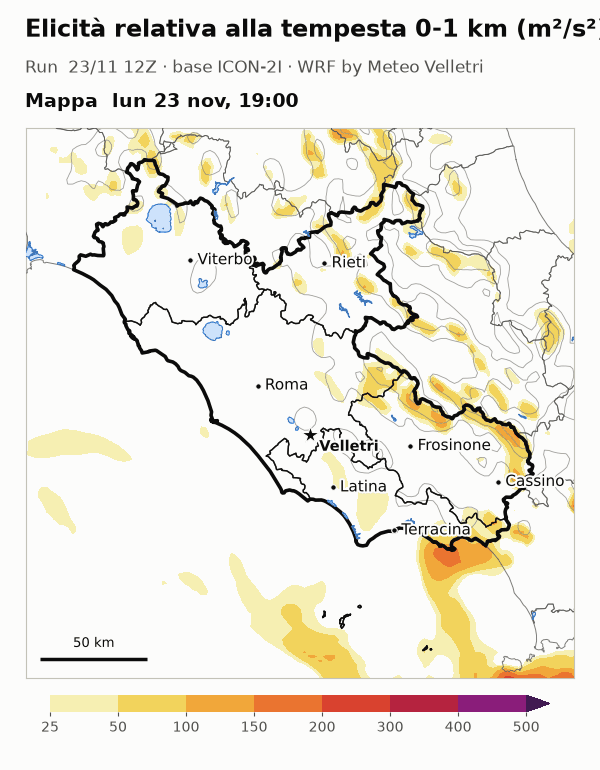 Elicità relativa alla tempesta 0-1 km (m²/s²)
Run  23/11 12Z · base ICON-2I · WRF by Meteo Velletri
Mappa  lun 23 nov, 19:00
Viterbo
Rieti
Roma
Velletri
Frosinone
Cassino
Latina
Terracina
50 km
25 50 100 150 200 300 400 500